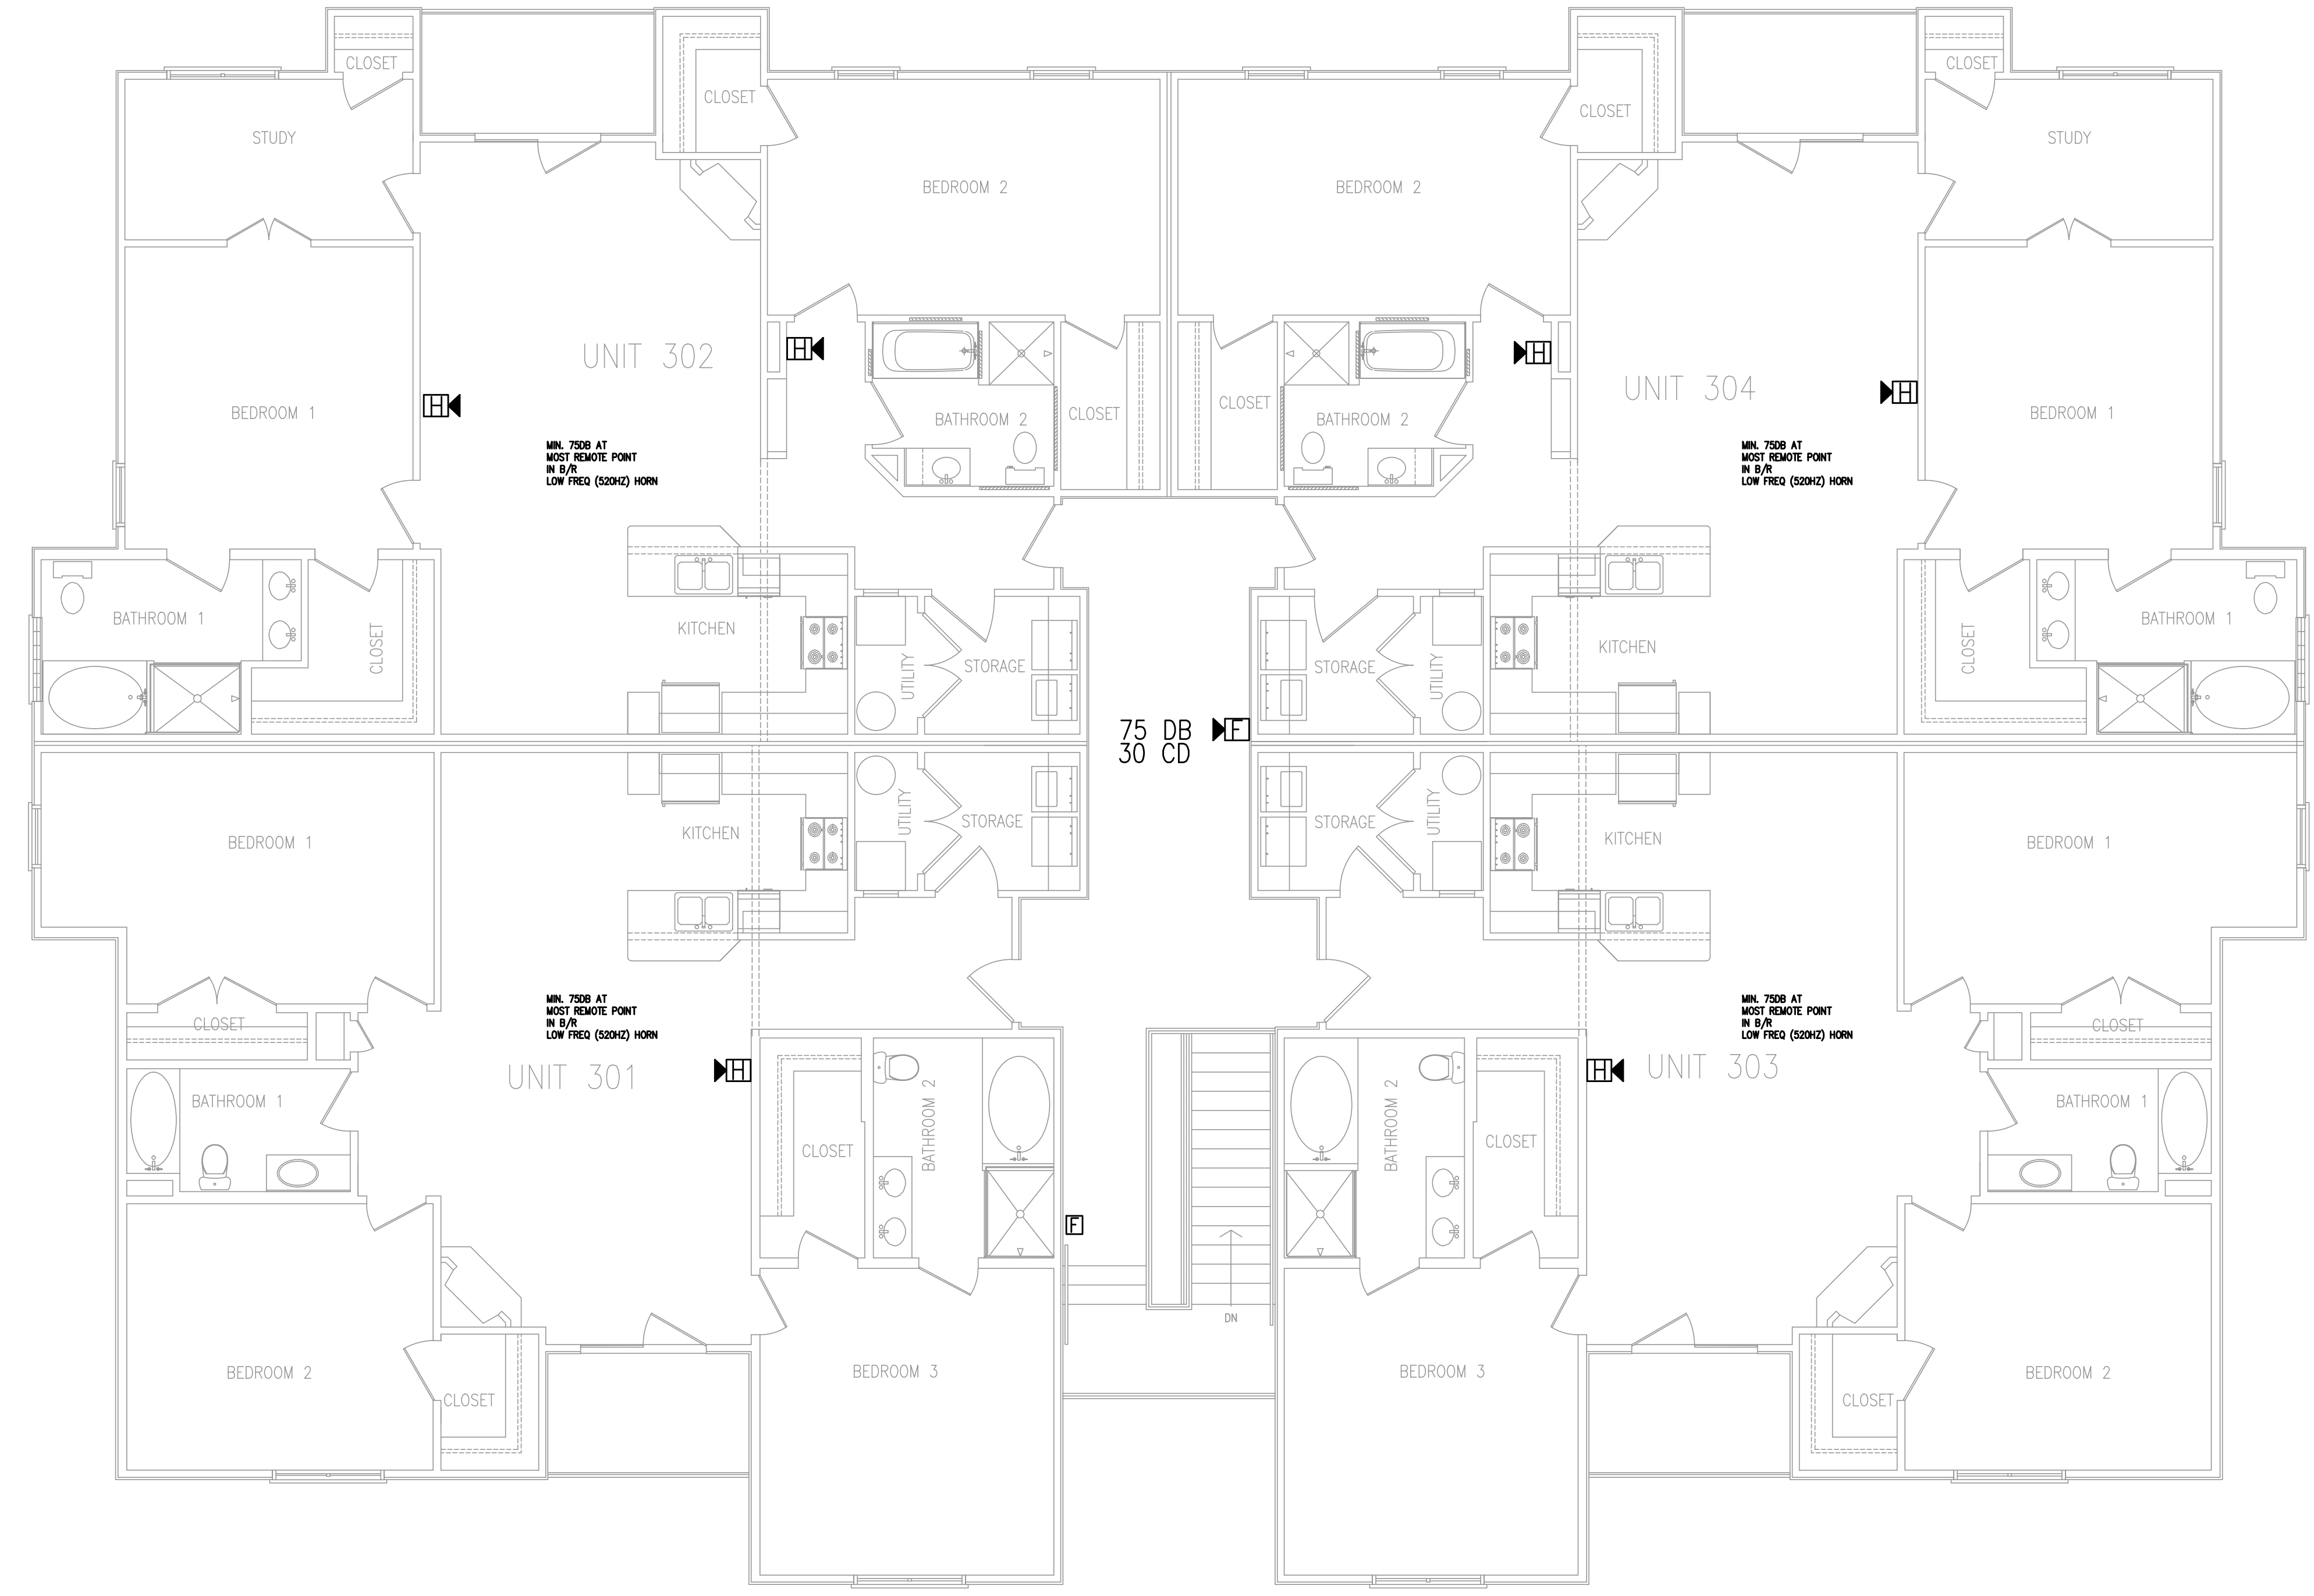 CLOSET
CLOSET
CLOSET
CLOSET
STUDY
STUDY
BEDROOM 2
BEDROOM 2
UNIT 302
H
H
UNIT 304
H
H
BEDROOM 1
BEDROOM 1
BATHROOM 2
CLOSET
CLOSET
BATHROOM 2
MIN. 75DB AT
MOST REMOTE POINT
IN B/R
LOW FREQ (520HZ) HORN
MIN. 75DB AT
MOST REMOTE POINT
IN B/R
LOW FREQ (520HZ) HORN
BATHROOM 1
CLOSET
KITCHEN
UTILITY
STORAGE
STORAGE
UTILITY
KITCHEN
CLOSET
BATHROOM 1
75 DB
30 CD
F
BEDROOM 1
KITCHEN
UTILITY
STORAGE
STORAGE
UTILITY
KITCHEN
BEDROOM 1
MIN. 75DB AT
MOST REMOTE POINT
IN B/R
LOW FREQ (520HZ) HORN
MIN. 75DB AT
MOST REMOTE POINT
IN B/R
LOW FREQ (520HZ) HORN
CLOSET
CLOSET
UNIT 301
H
H
UNIT 303
BATHROOM 1
CLOSET
BATHROOM 2
BATHROOM 2
CLOSET
BATHROOM 1
F
DN
BEDROOM 2
CLOSET
BEDROOM 3
BEDROOM 3
CLOSET
BEDROOM 2